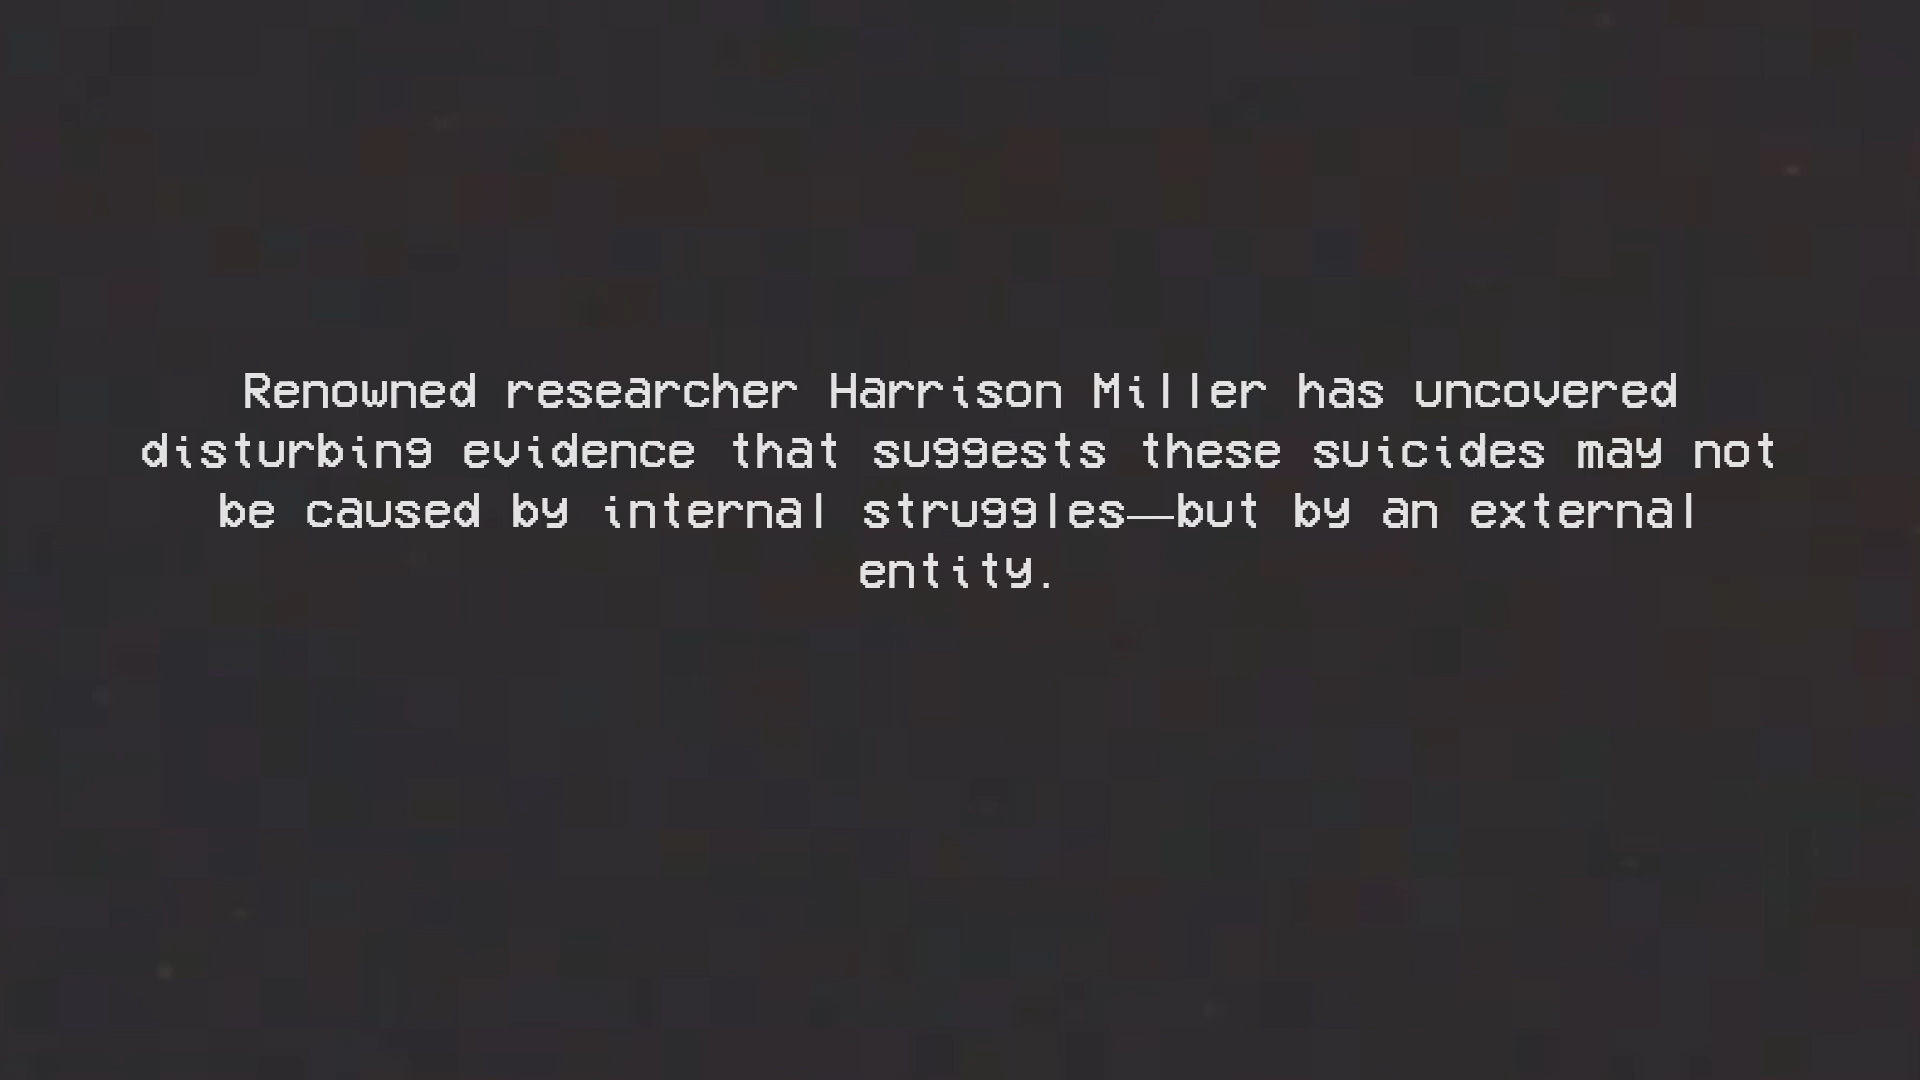 Renowned researcher Harrison Miller has uncovered
disturbing evidence that suggests these suicides may not
be caused by internal struggles—but by an external
entity.